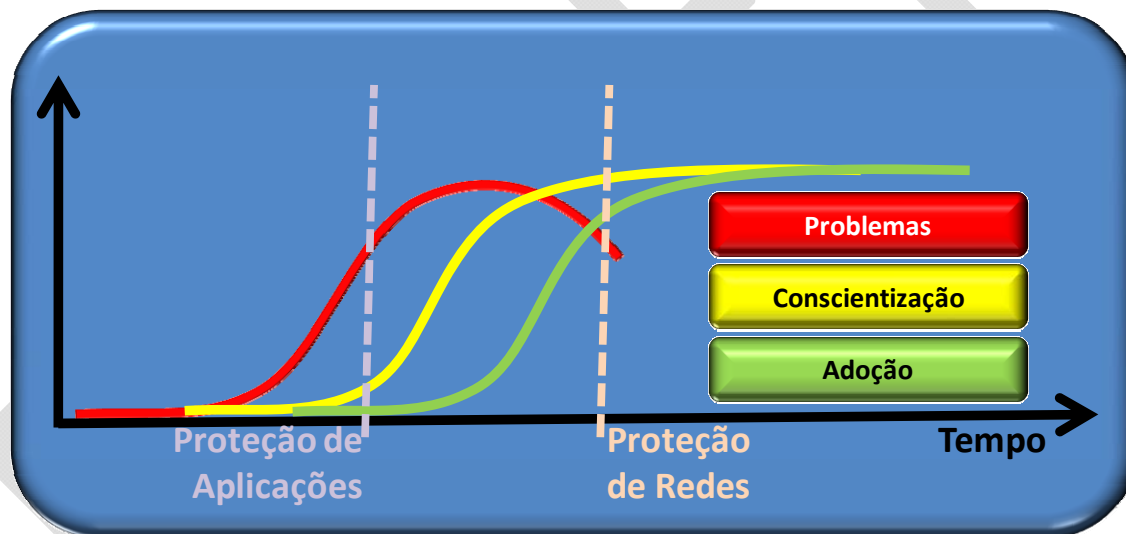 Problemas
Conscientização
Adoção
Proteção de
Aplicações
Proteção
de Redes
Tempo